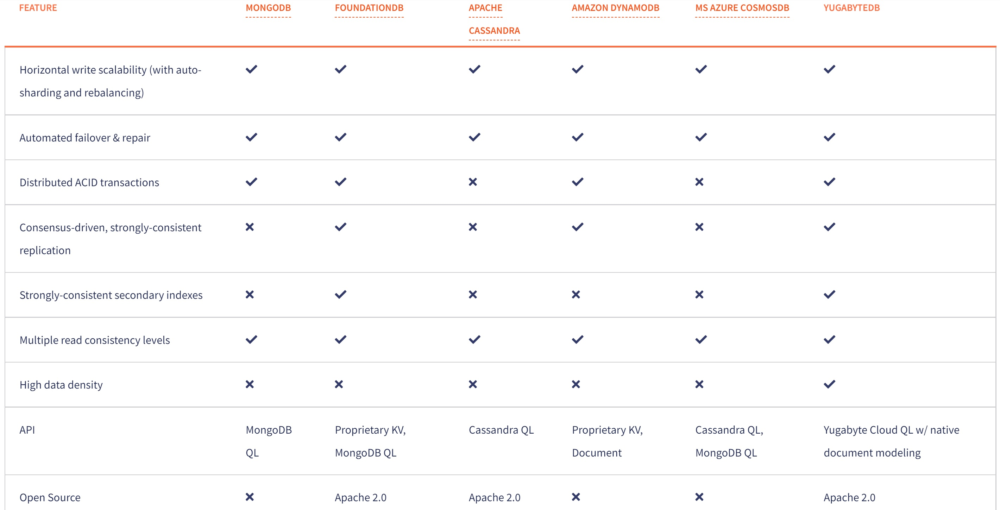 FEATURE MONGODB FOUNDATIONDB APACHE AMAZON DYNAMODB MS AZURE COSMOSDB YUGABYTEDB
CASSANDRA
Horizontal write scalability (with auto-
sharding and rebalancing)
Automated failover & repair
Distributed ACID transactions
Consensus-driven, strongly-consistent
replication
Strongly-consistent secondary indexes
Multiple read consistency levels
High data density
API MongoDB Proprietary KV, Cassandra QL Proprietary KV, Cassandra QL, Yugabyte Cloud QL w/ native
QL MongoDB QL Document MongoDB QL document modeling
Open Source Apache 2.0 Apache 2.0 Apache 2.0